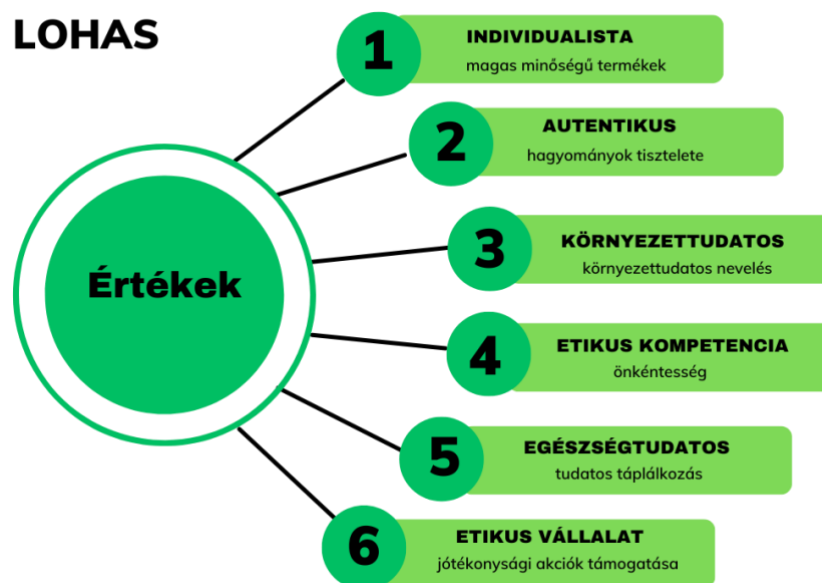 LOHAS
Értékek
1
INDIVIDUALISTA
magas minőségű termékek
2
AUTENTIKUS
hagyományok tisztelete
3
KÖRNYEZETTUDATOS
környezettudatos nevelés
4
ETIKUS KOMPETENCIA
önkéntesség
5
EGÉSZSÉGTUDATOS
tudatos táplálkozás
6
ETIKUS VÁLLALAT
jótékonysági akciók támogatása